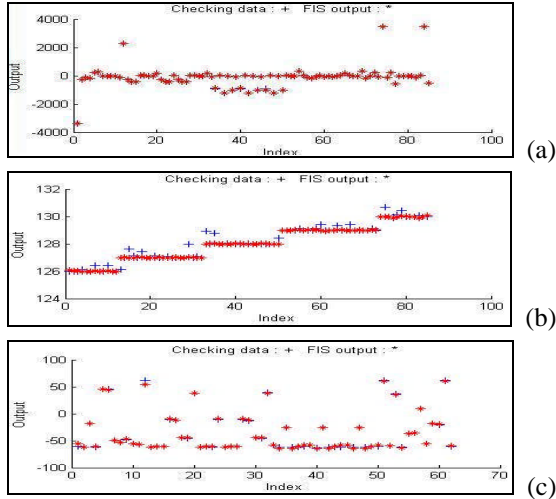 Checking data : + FIS output : *
4000
2000
0
-2000
-4000
Output
0 20 40 60 80 100
Index
(a)
Checking data : + FIS output : *
132
130
128
126
124
Output
0 20 40 60 80 100
Index
(b)
Checking data : + FIS output : *
100
50
0
-50
-100
Output
0 10 20 30 40 50 60 70
Index
(c)